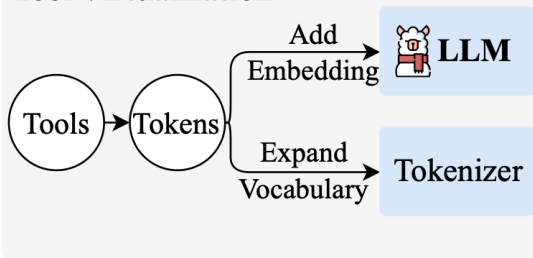 Tools
Tokens
Add
Embedding
LLM
Expand
Vocabulary
Tokenizer